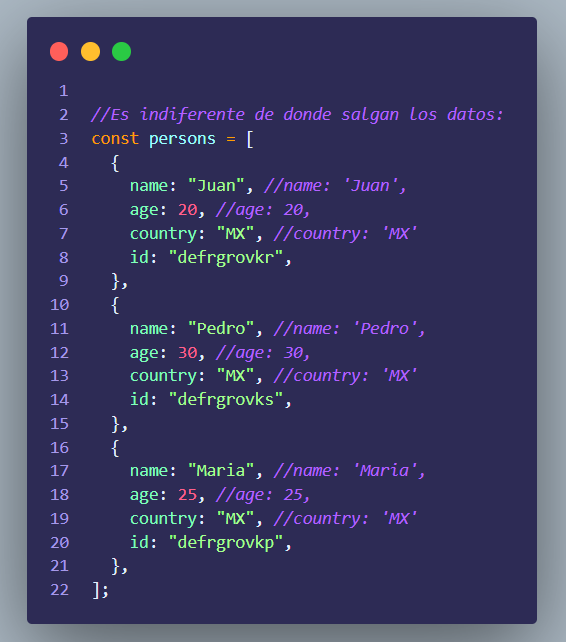 1
2 //Es indiferente de donde salgan los datos:
3 const persons = [
4 {
5 name: "Juan", //name: 'Juan',
6 age: 20, //age: 20,
7 country: "MX", //country: 'MX'
8 id: "defrgrovkr",
9 },
10 {
11 name: "Pedro", //name: 'Pedro',
12 age: 30, //age: 30,
13 country: "MX", //country: 'MX'
14 id: "defrgrovks",
15 },
16 {
17 name: "Maria", //name: 'Maria',
18 age: 25, //age: 25,
19 country: "MX", //country: 'MX'
20 id: "defrgrovkp",
21 },
22 ];